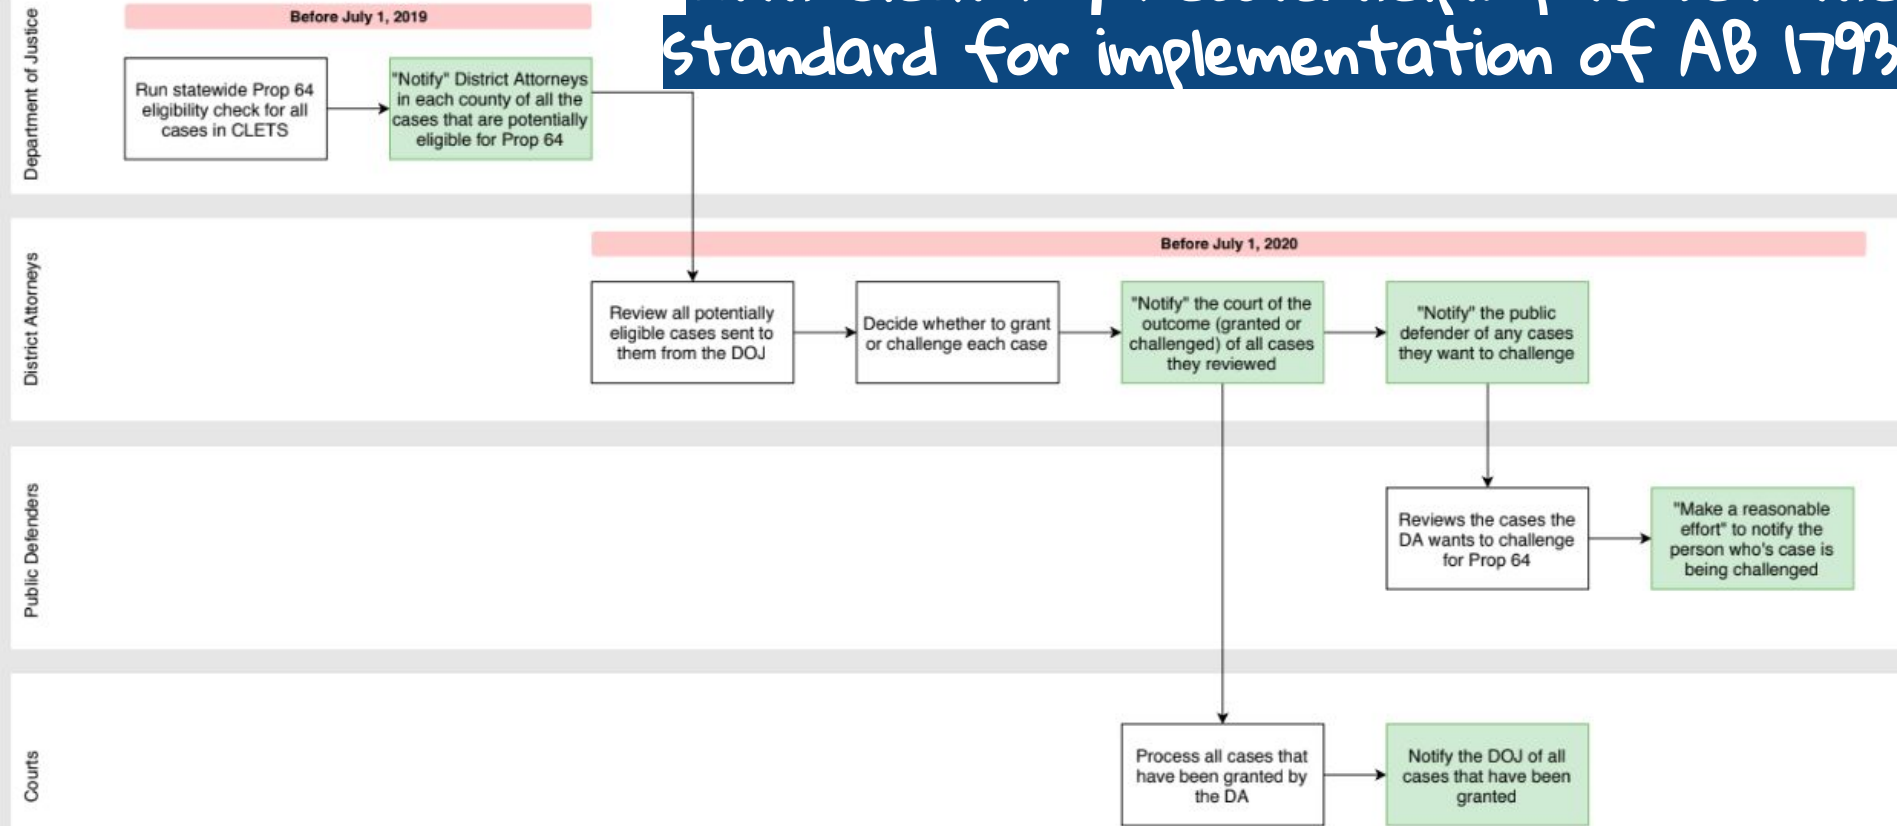 standard for implementation of AB 1793
Department of Justice
Before July 1, 2019
Run statewide Prop 64
eligibility check for all
cases in CLETS
"Notify" District Attorneys
in each county of all the
cases that are potentially
eligible for Prop 64
District Attorneys
Before July 1, 2020
Review all potentially
eligible cases sent to
them from the DOJ
Decide whether to grant
or challenge each case
"Notify" the court of the
outcome (granted or
challenged) of all cases
they reviewed
"Notify" the public
defender of any cases
they want to challenge
Public Defenders
Reviews the cases the
DA wants to challenge
for Prop 64
"Make a reasonable
effort" to notify the
person who's case is
being challenged
Courts
Process all cases that
have been granted by
the DA
Notify the DOJ of all
cases that have been
granted